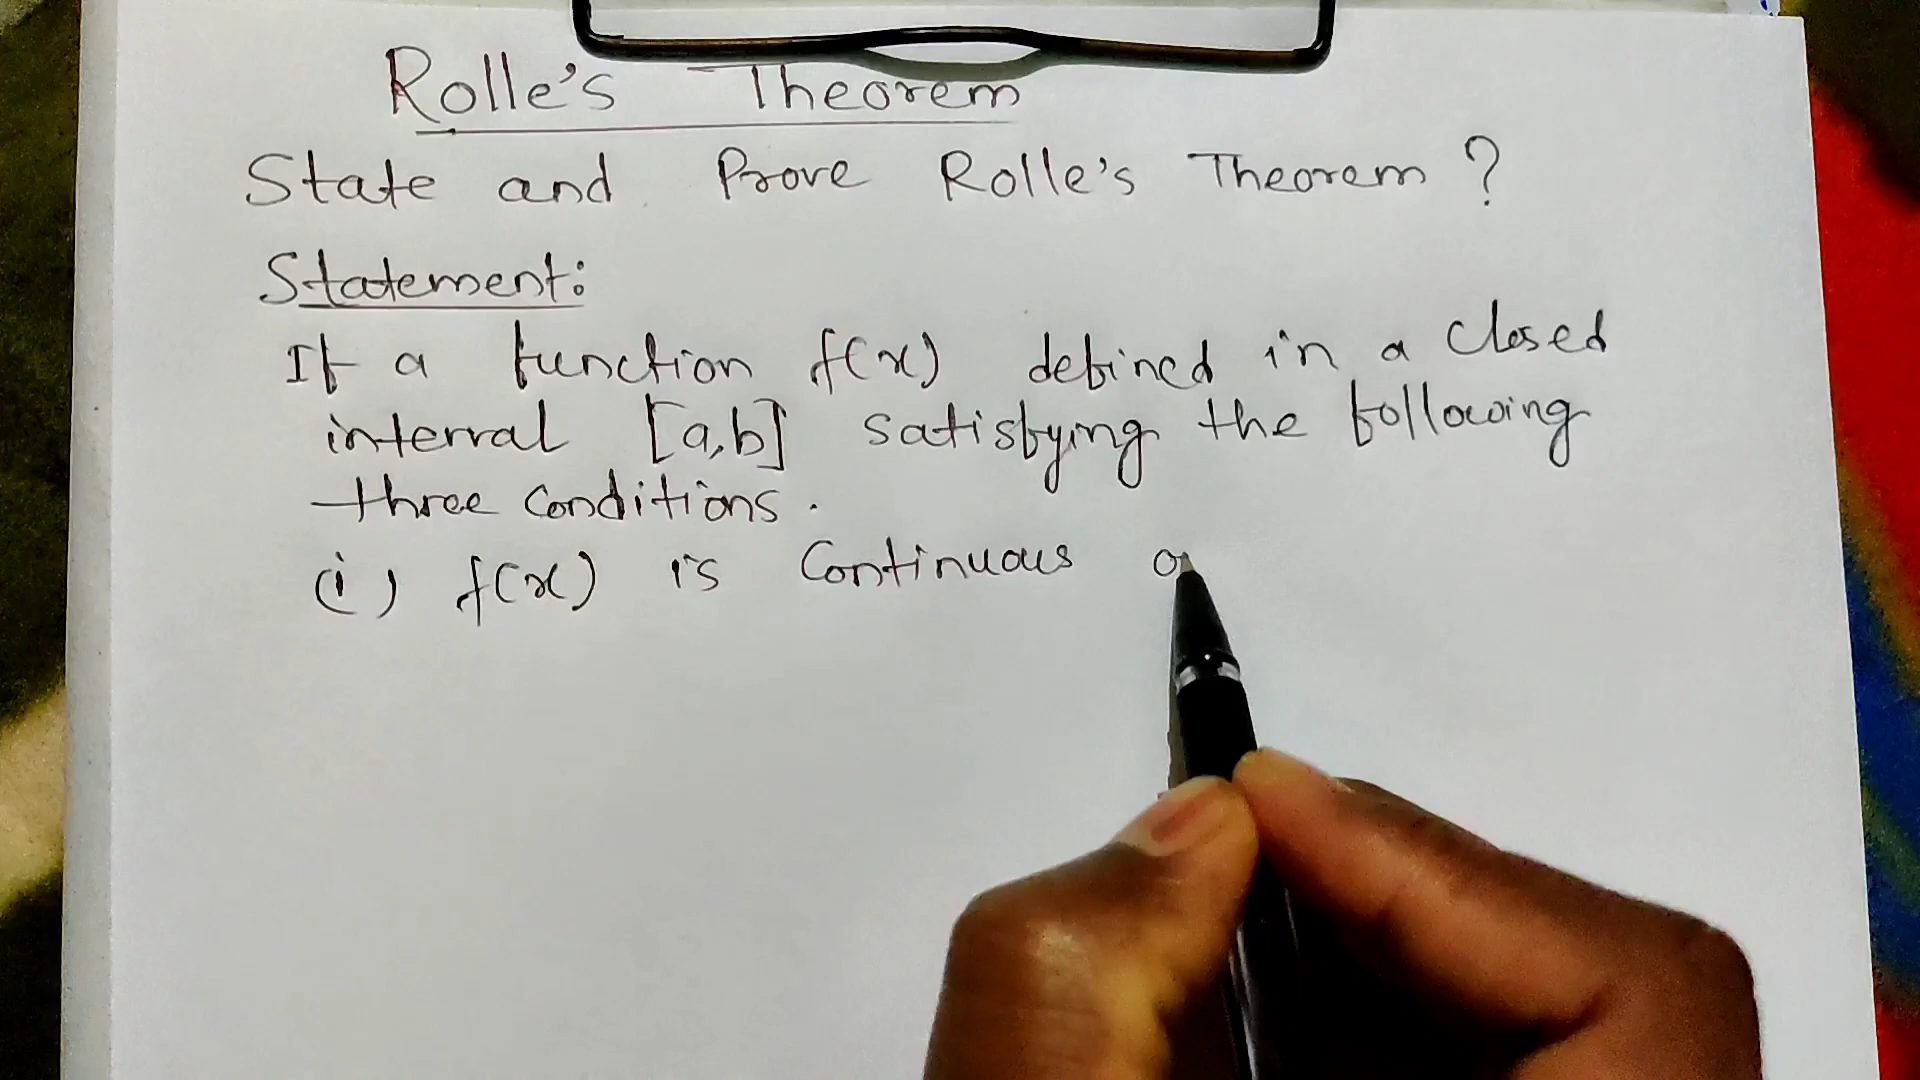 Rolle's Theorem
State and Prove Rolle's Theorem ?
Statement:
If a function f(x) defined in a closed
interval [a,b] satisfying the following
three conditions.
(i) f(x) is Continuous